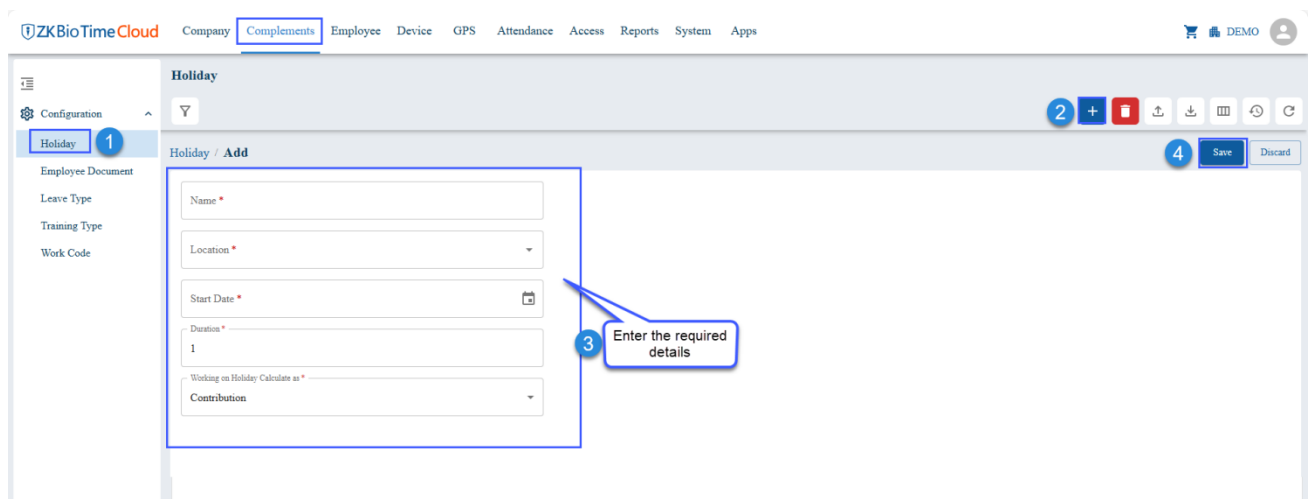 ZKBioTime Cloud Company Complements Employee Device GPS Attendance Access Reports System Apps DEMO
Holiday
Configuration
2
Holiday 1
Holiday / Add
4 Save Discard
Employee Document
Leave Type
Training Type
Work Code
Name *
Location *
Start Date *
Duration *
1
Working on Holiday Calculate as *
Contribution
3 Enter the required
details